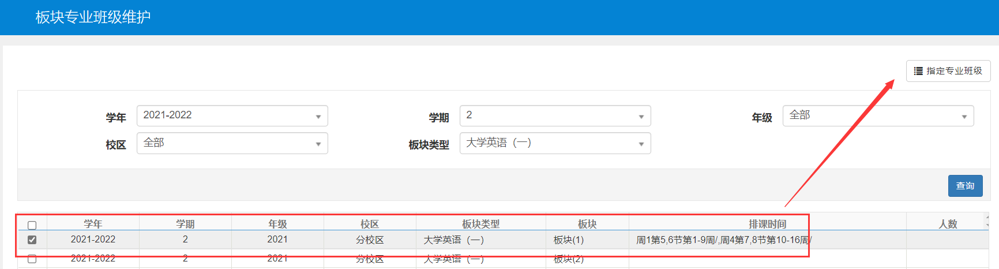 板块专业班级维护
指定专业班级
学年 2021-2022 学期 2 年级 全部
校区 全部 板块类型 大学英语（一）
查询
学年 学期 年级 校区 板块类型 板块 排课时间 人数
2021-2022 2 2021 分校区 大学英语（一） 板块(1) 周1第5,6节第1-9周/,周4第7,8节第10-16周/
2021-2022 2 2021 分校区 大学英语（一） 板块(2)